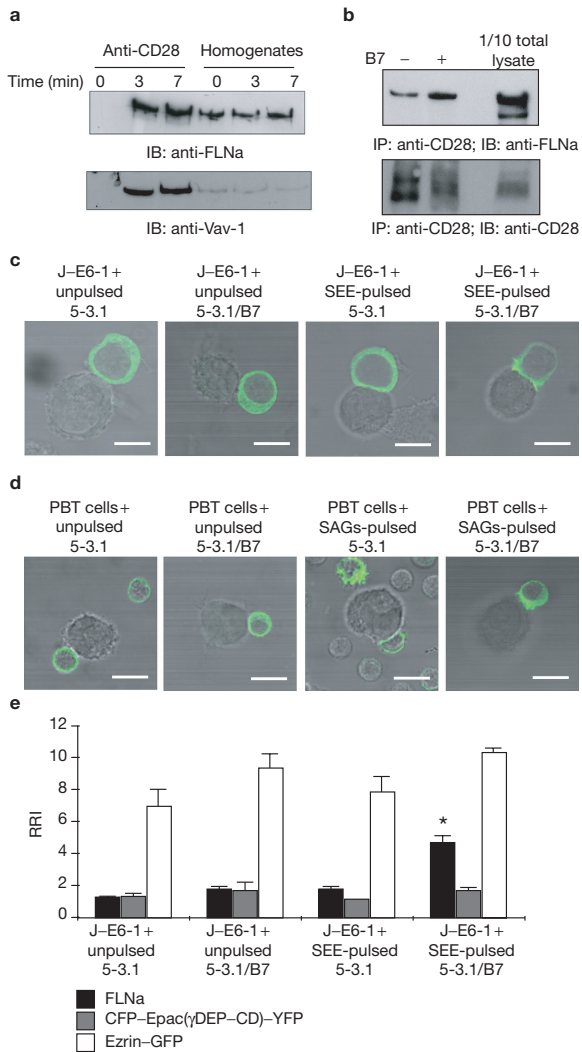 a
Anti-CD28 Homogenates
Time (min) 0 3 7 0 3 7
IB: anti-FLNa
IB: anti-Vav-1
b
B7 – + 1/10 total
lysate
IP: anti-CD28; IB: anti-FLNa
IP: anti-CD28; IB: anti-CD28
c
J–E6-1+
unpulsed
5-3.1
J–E6-1+
unpulsed
5-3.1/B7
J–E6-1+
SEE-pulsed
5-3.1
J–E6-1+
SEE-pulsed
5-3.1/B7
d
PBT cells+
unpulsed
5-3.1
PBT cells+
unpulsed
5-3.1/B7
PBT cells+
SAGs-pulsed
5-3.1
PBT cells+
SAGs-pulsed
5-3.1/B7
e
12
10
8
6
4
2
0
RRI
*
J–E6-1+
unpulsed
5-3.1
J–E6-1+
unpulsed
5-3.1/B7
J–E6-1+
SEE-pulsed
5-3.1
J–E6-1+
SEE-pulsed
5-3.1/B7
FLNa
CFP–Epac(γDEP–CD)–YFP
Ezrin–GFP